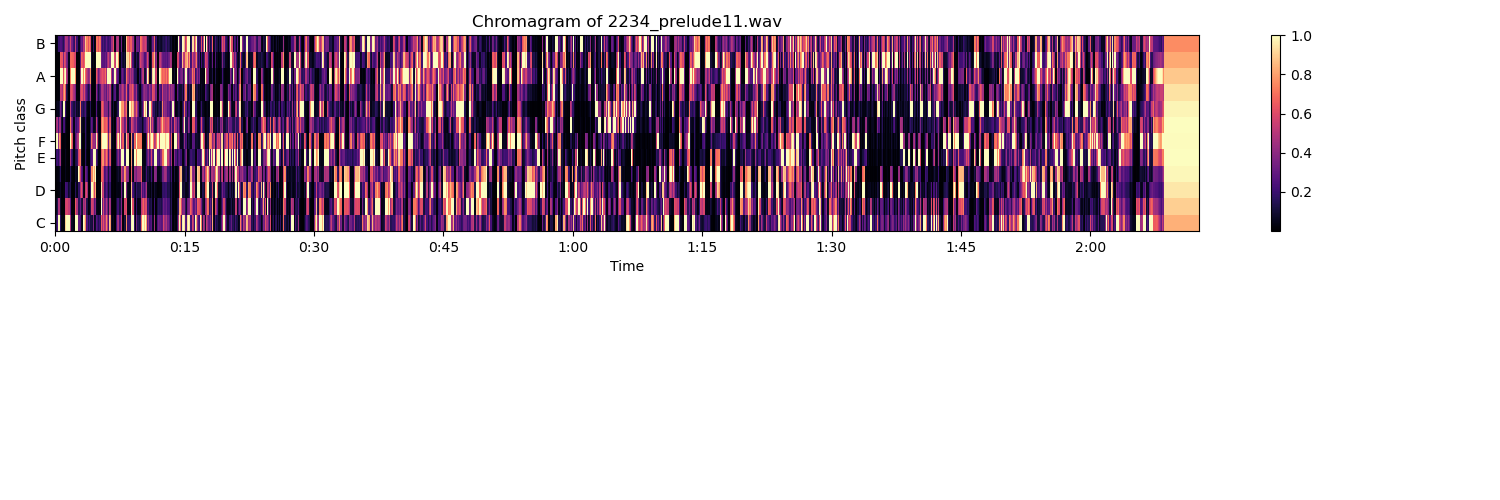 Chromagram of 2234_prelude11.wav
Pitch class
B
A
G
F
E
D
C
0:00 0:15 0:30 0:45 1:00 1:15 1:30 1:45 2:00
Time
1.0
0.8
0.6
0.4
0.2